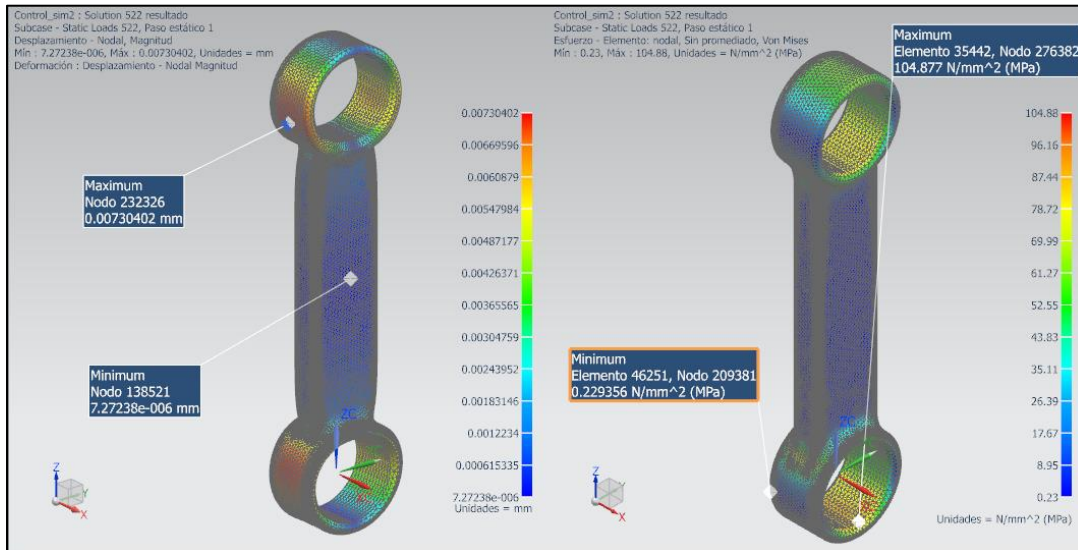 Control_sim2 : Solution 522 resultado
Subcase - Static Loads 522, Paso estático 1
Desplazamiento - Nodal, Magnitud
Mín : 7.27238e-006, Máx : 0.00730402, Unidades = mm
Deformación : Desplazamiento - Nodal Magnitud
Maximum
Nodo 232326
0.00730402 mm
Minimum
Nodo 138521
7.27238e-006 mm
0.00730402
0.00669596
0.0060879
0.00547984
0.00487177
0.00426371
0.00365565
0.00304759
0.00243952
0.00183146
0.0012234
0.000615335
7.27238e-006
Unidades = mm
ZC
Z
Y
X
Control_sim2 : Solution 522 resultado
Subcase - Static Loads 522, Paso estático 1
Esfuerzo - Elemento: nodal, Sin promediado, Von Mises
Mín : 0.23, Máx : 104.88, Unidades = N/mm^2 (MPa)
Maximum
Elemento 35442, Nodo 276382
104.877 N/mm^2 (MPa)
Minimum
Elemento 46251, Nodo 209381
0.229356 N/mm^2 (MPa)
104.88
96.16
87.44
78.72
69.99
61.27
52.55
43.83
35.11
26.39
17.67
8.95
0.23
Unidades = N/mm^2 (MPa)
ZC
Z
Y
X